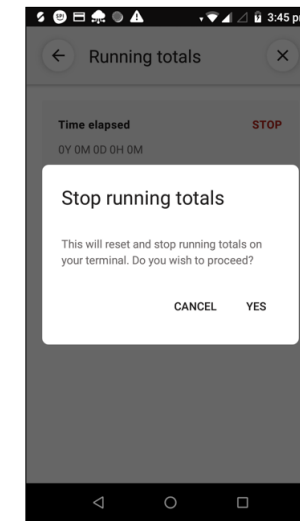 3:45 p
Running totals
Time elapsed STOP
0Y 0M 0D 0H 0M
Stop running totals
This will reset and stop running totals on
your terminal. Do you wish to proceed?
CANCEL YES